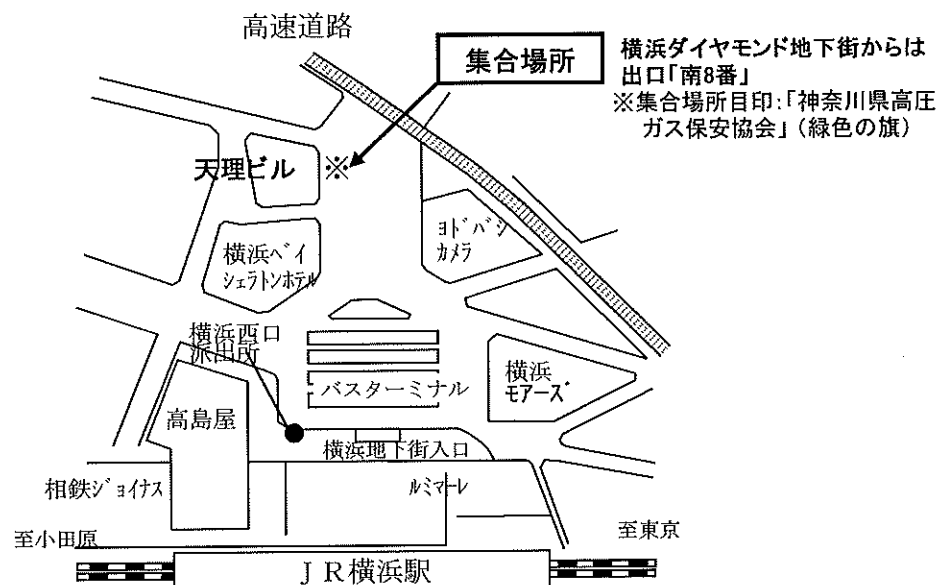 高速道路
集合場所
横浜ダイヤモンド地下街からは
出口「南8番」
※集合場所目印:「神奈川県高圧
ガス保安協会」(緑色の旗)
天理ビル
※
ヨドバシ
カメラ
横浜ベイ
シェラトンホテル
横浜西口
派出所
バスターミナル
横浜
モアーズ
高島屋
横浜地下街入口
相鉄ジョイナス
ルミマーレ
至小田原
至東京
JR横浜駅